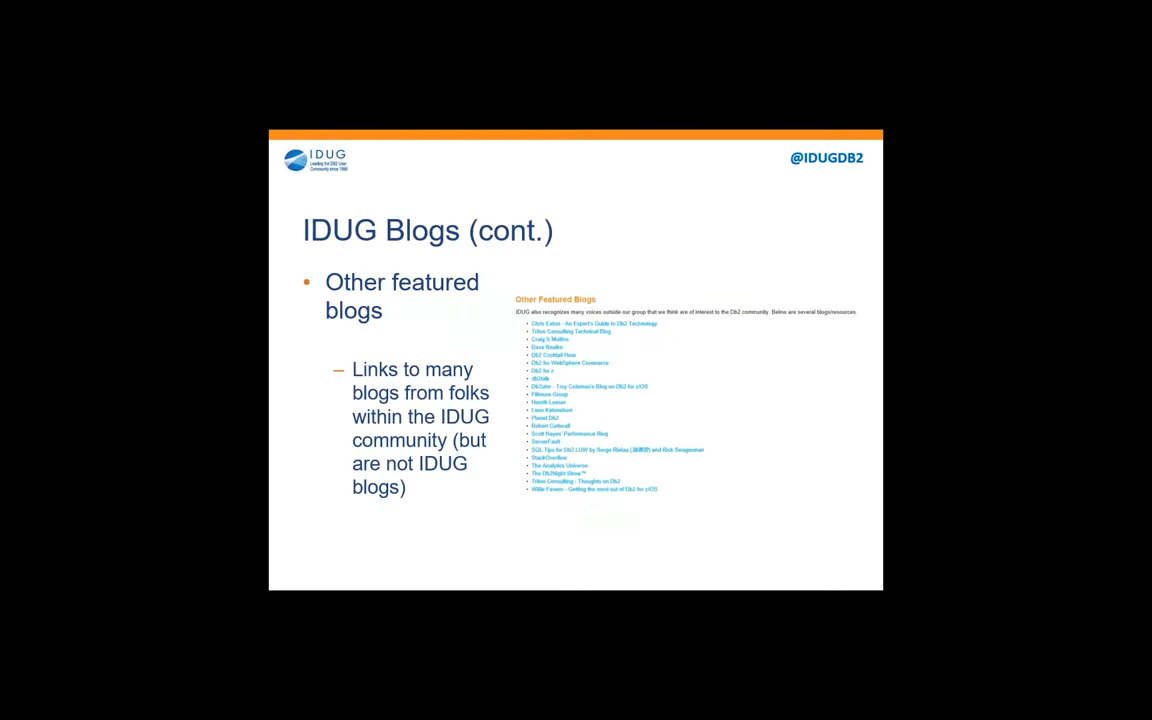 IDUG
Leading the DB2 User
Community since 1988
@IDUGDB2
IDUG Blogs (cont.)
• Other featured
blogs
– Links to many
blogs from folks
within the IDUG
community (but
are not IDUG
blogs)
Other Featured Blogs
IDUG also recognizes many voices outside our group that we think are of interest to the Db2 community. Below are several blogs/resources.
• Chris Eaton - An Expert's Guide to Db2 Technology
• Triton Consulting Technical Blog
• Craig S Mullins
• Dave Beulke
• Db2 Cocktail Hour
• Db2 for WebSphere Commerce
• Db2 for z
• db2talk
• Db2utor - Troy Coleman's Blog on Db2 for z/OS
• Fillmore Group
• Henrik Loeser
• Leons Petrazickis
• Planet Db2
• Robert Catterall
• Scott Hayes' Performance Blog
• ServerFault
• SQL Tips for Db2 LUW by Serge Rielau and Rick Swagerman
• StackOverflow
• The Analytics Universe
• The Db2Night Show™
• Triton Consulting - Thoughts on Db2
• Willie Favero - Getting the most out of Db2 for z/OS